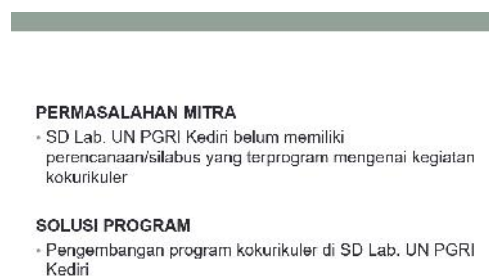 PERMASALAHAN MITRA
- SD Lab. UN PGRI Kediri belum memiliki
perencanaan/silabus yang terprogram mengenai kegiatan
kokurikuler
SOLUSI PROGRAM
- Pengembangan program kokurikuler di SD Lab. UN PGRI
Kediri